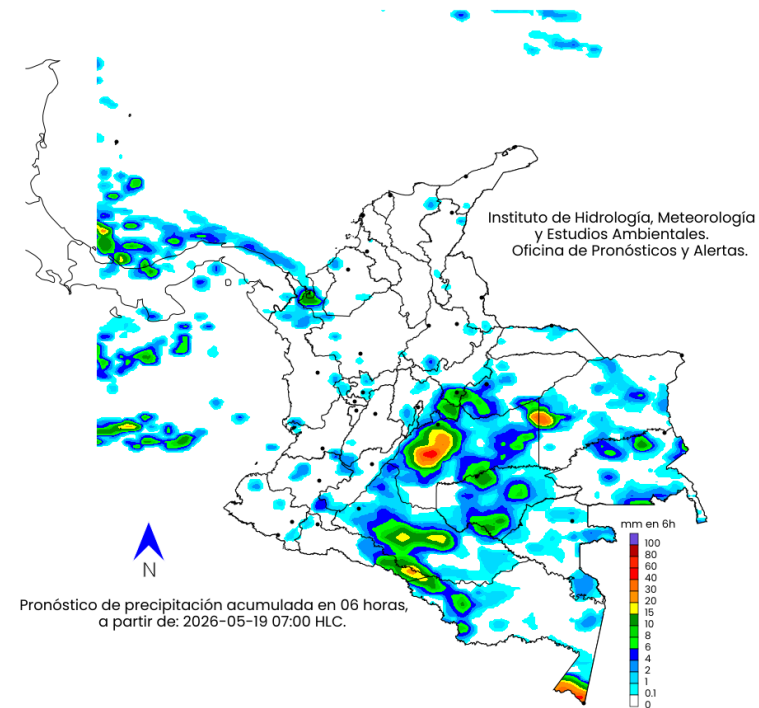 Instituto de Hidrología, Meteorología
y Estudios Ambientales.
Oficina de Pronósticos y Alertas.
mm en 6h
100
80
60
40
30
20
15
10
8
6
4
2
1
0.1
0
N
Pronóstico de precipitación acumulada en 06 horas,
a partir de: 2026-05-19 07:00 HLC.